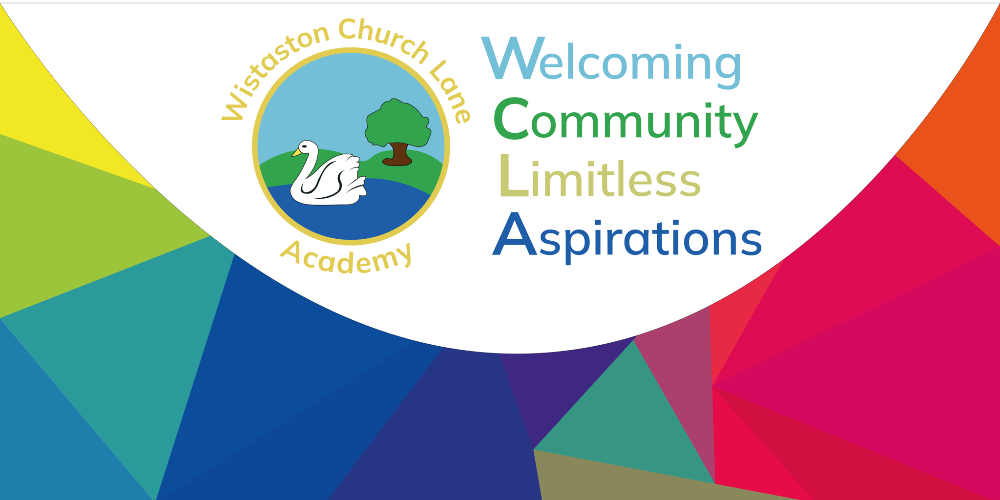 Wistaston Church Lane
Academy
Welcoming
Community
Limitless
Aspirations